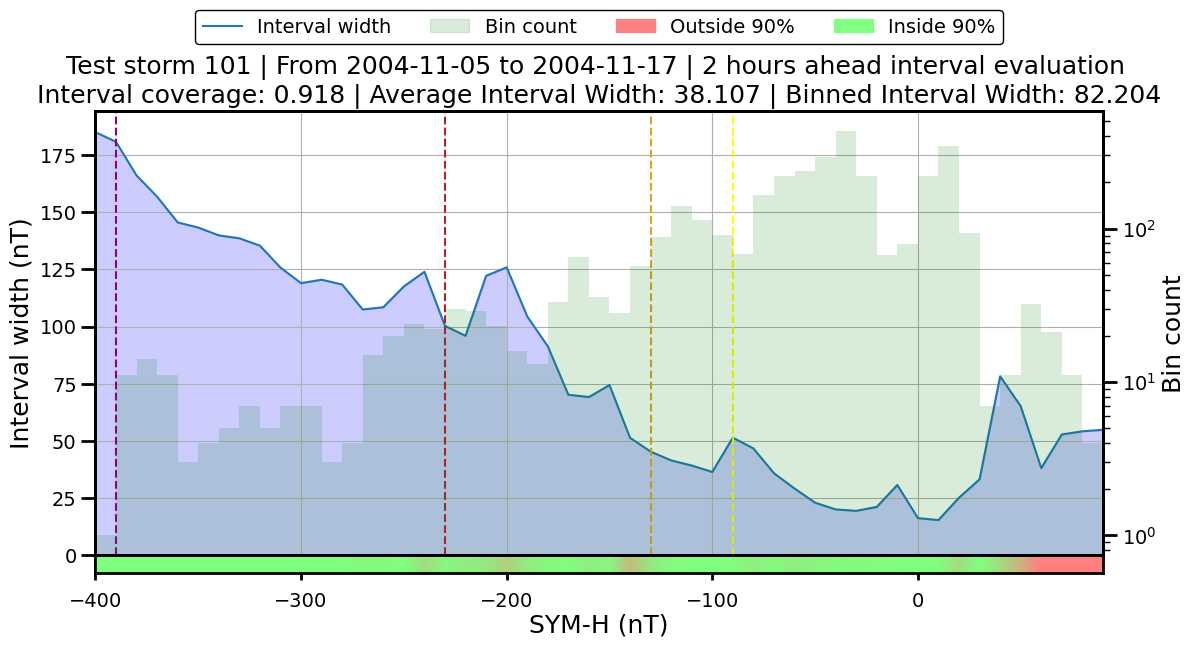 Interval width Bin count Outside 90% Inside 90%
Test storm 101 | From 2004-11-05 to 2004-11-17 | 2 hours ahead interval evaluation
Interval coverage: 0.918 | Average Interval Width: 38.107 | Binned Interval Width: 82.204
Interval width (nT)
175
150
125
100
75
50
25
0
10²
10¹
10⁰
Bin count
−400 −300 −200 −100 0
SYM-H (nT)